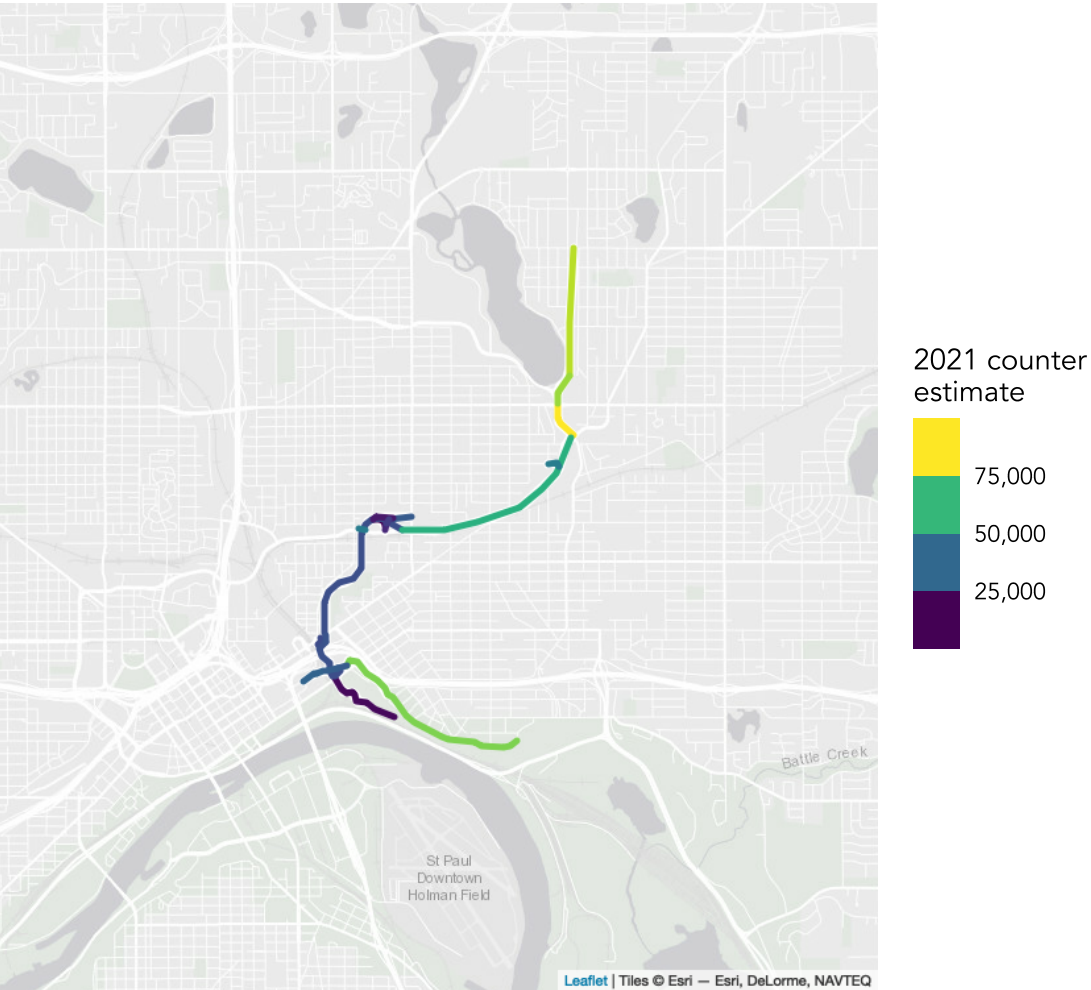 2021 counter
estimate
75,000
50,000
25,000
Battle Creek
St Paul
Downtown
Holman Field
Leaflet | Tiles © Esri — Esri, DeLorme, NAVTEQ